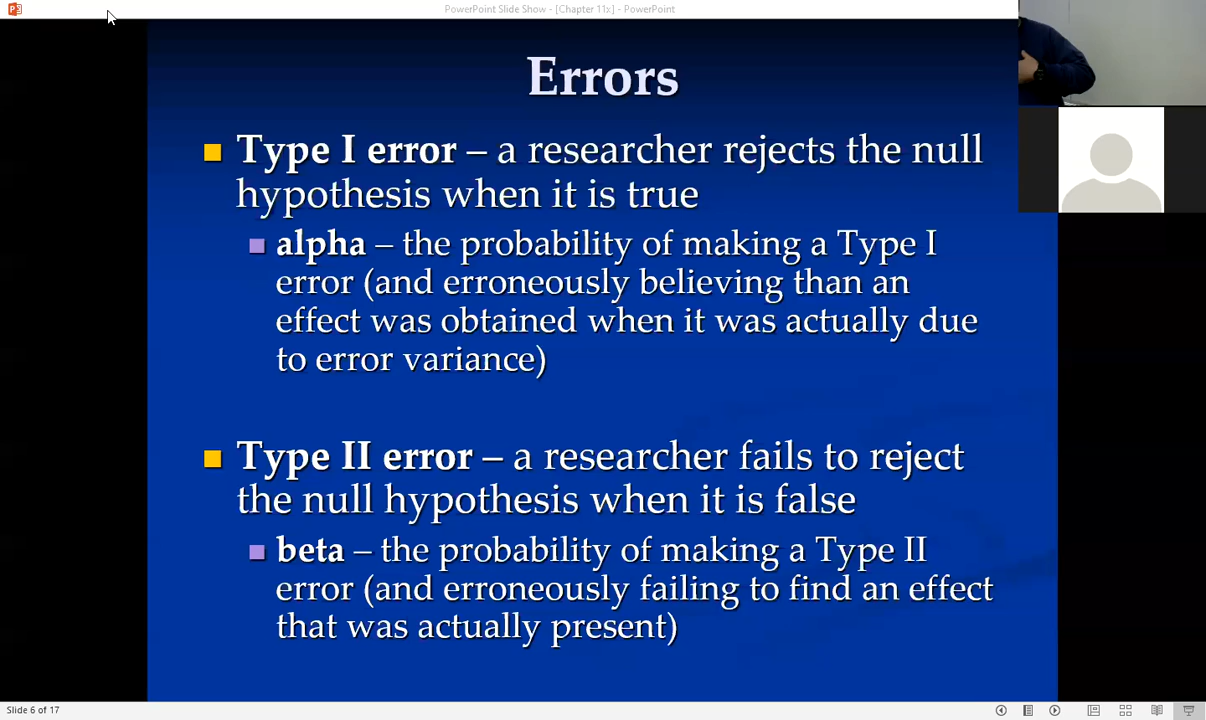 PowerPoint Slide Show - [Chapter 11x] - PowerPoint
Errors
Type I error – a researcher rejects the null
hypothesis when it is true
alpha – the probability of making a Type I
error (and erroneously believing than an
effect was obtained when it was actually due
to error variance)
Type II error – a researcher fails to reject
the null hypothesis when it is false
beta – the probability of making a Type II
error (and erroneously failing to find an effect
that was actually present)
Slide 6 of 17